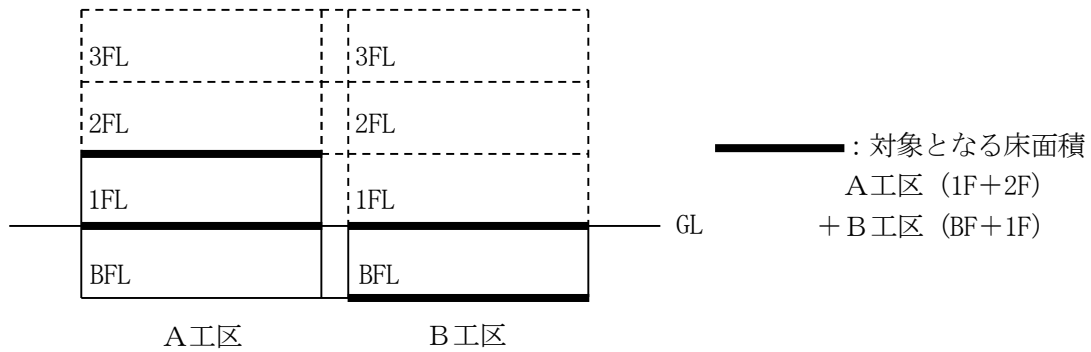 3FL 3FL
2FL 2FL
:対象となる床面積
A工区(1F+2F)
1FL 1FL
GL
+B工区(BF+1F)
BFL BFL
A工区 B工区